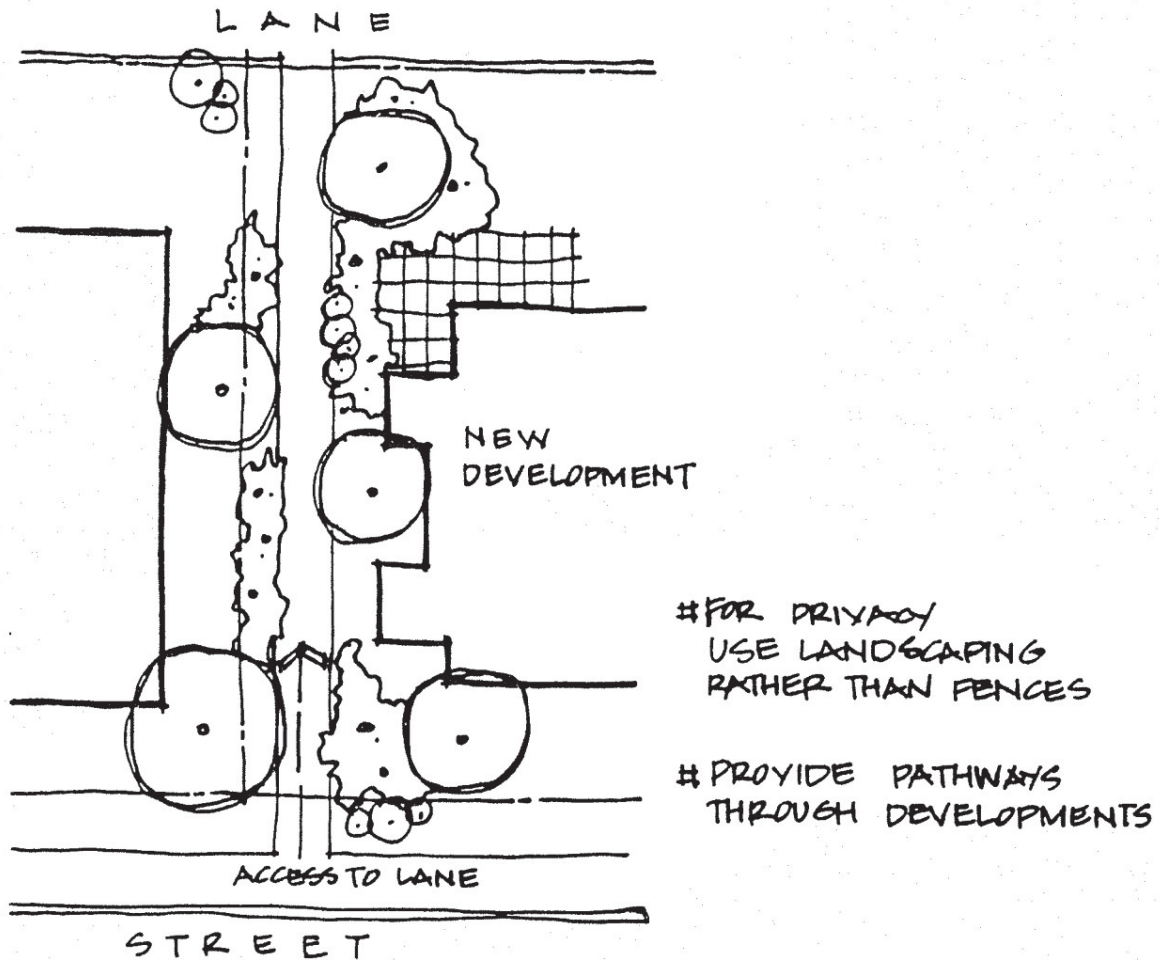 LANE
NEW
DEVELOPMENT
#FOR PRIVACY
USE LANDSCAPING
RATHER THAN FENCES
# PROVIDE PATHWAYS
THROUGH DEVELOPMENTS
ACCESS TO LANE
STREET